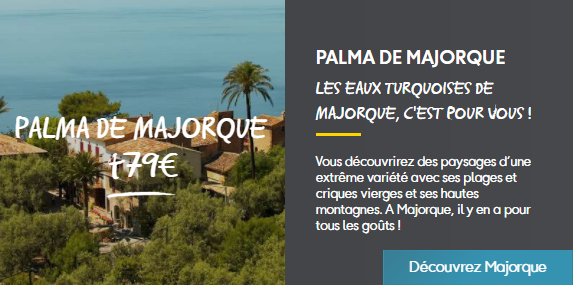 PALMA DE MAJORQUE
†79€
PALMA DE MAJORQUE
LES EAUX TURQUOISES DE
MAJORQUE, C'EST POUR VOUS !
Vous découvrirez des paysages d’une
extrême variété avec ses plages et
criques vierges et ses hautes
montagnes. A Majorque, il y en a pour
tous les goûts !
Découvrez Majorque